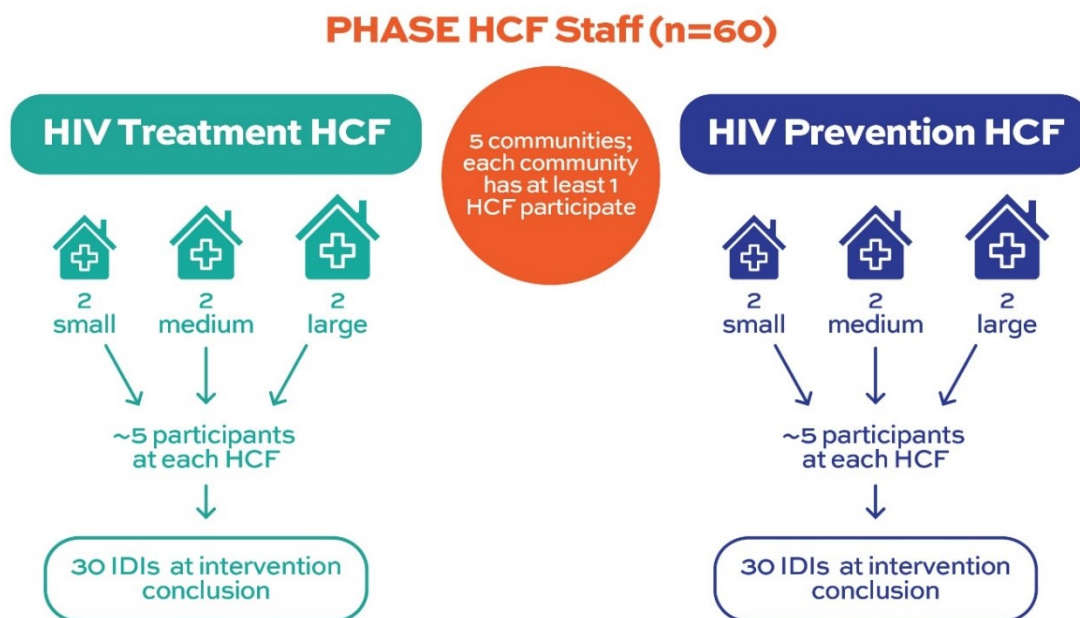 PHASE HCF Staff (n=60)
HIV Treatment HCF
5 communities;
each community
has at least 1
HCF participate
HIV Prevention HCF
2
small
2
medium
2
large
2
small
2
medium
2
large
~5 participants
at each HCF
~5 participants
at each HCF
30 IDIs at intervention
conclusion
30 IDIs at intervention
conclusion